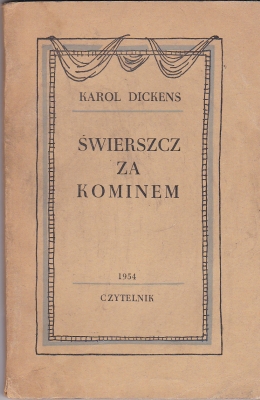 KAROL DICKENS
ŚWIERSZCZ
ZA
KOMINEM
1954
CZYTELNIK